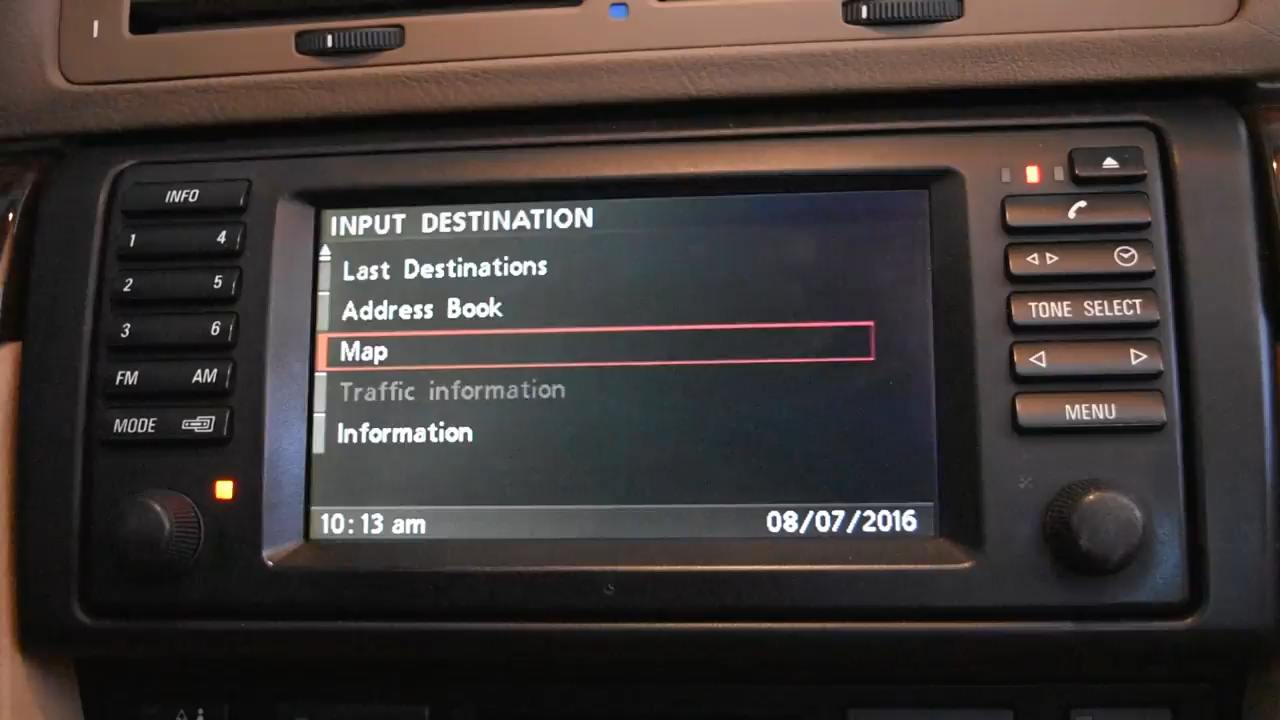 INFO
1 4
2 5
3 6
FM AM
MODE
INPUT DESTINATION
Last Destinations
Address Book
Map
Traffic information
Information
10:13 am 08/07/2016
TONE SELECT
MENU